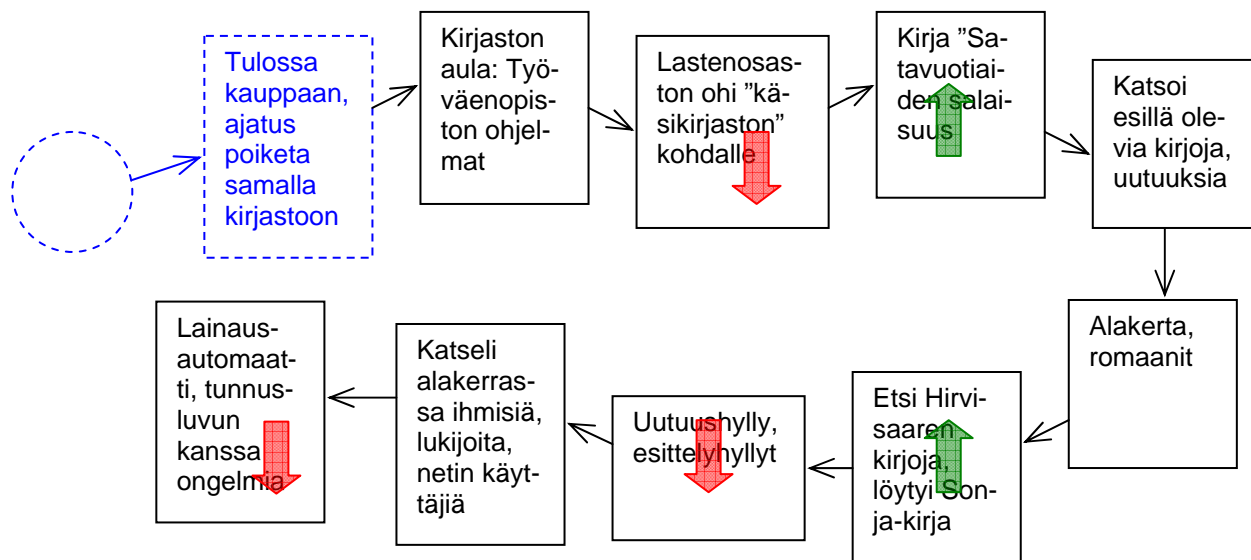 Tulossa
kauppaan,
ajatus
poiketa
samalla
kirjastoon
Kirjaston
aula: Työ-
väenopis-
ton ohjel-
mat
Lastenosas-
ton ohi ”kä-
sikirjaston”
kohdalle
Kirja ”Sa-
tavuotiai-
den salai-
suus
Katsoi
esillä ole-
via kirjoja,
uutuuksia
Alakerta,
romaanit
Etsi Hirvi-
saaren
kirjoja,
löytyi Son-
ja-kirja
Uutuushylly,
esittelyhyllyt
Katseli
alakerras-
sa ihmisiä,
lukijoita,
netin käyt-
täjiä
Lainaus-
automaat-
ti, tunnus-
luvun
kanssa
ongelmia